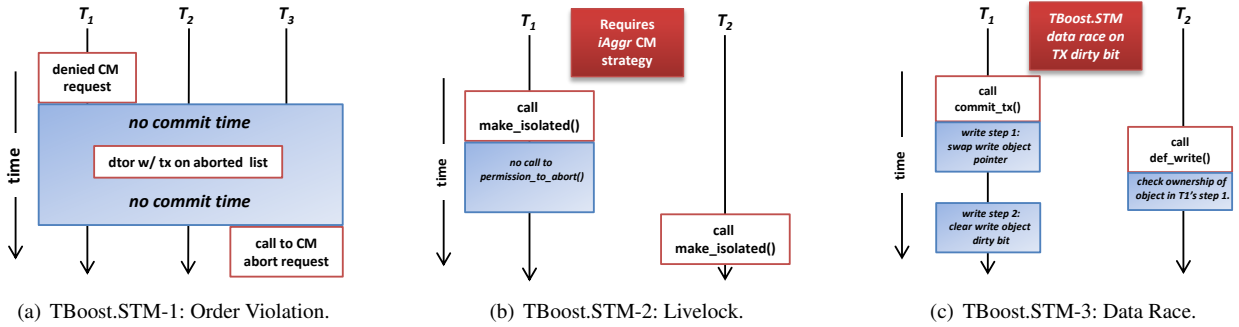 T1
T2
T3
denied CM
request
no commit time
dtor w/ tx on aborted list
no commit time
call to CM
abort request
time
(a) TBoost.STM-1: Order Violation.
T1
Requires
iAggr CM
strategy
T2
call
make_isolated()
no call to
permission_to_abort()
call
make_isolated()
time
(b) TBoost.STM-2: Livelock.
T1
TBoost.STM
data race on
TX dirty bit
T2
call
commit_tx()
write step 1:
swap write object
pointer
call
def_write()
check ownership of
object in T1's step 1.
write step 2:
clear write object
dirty bit
time
(c) TBoost.STM-3: Data Race.